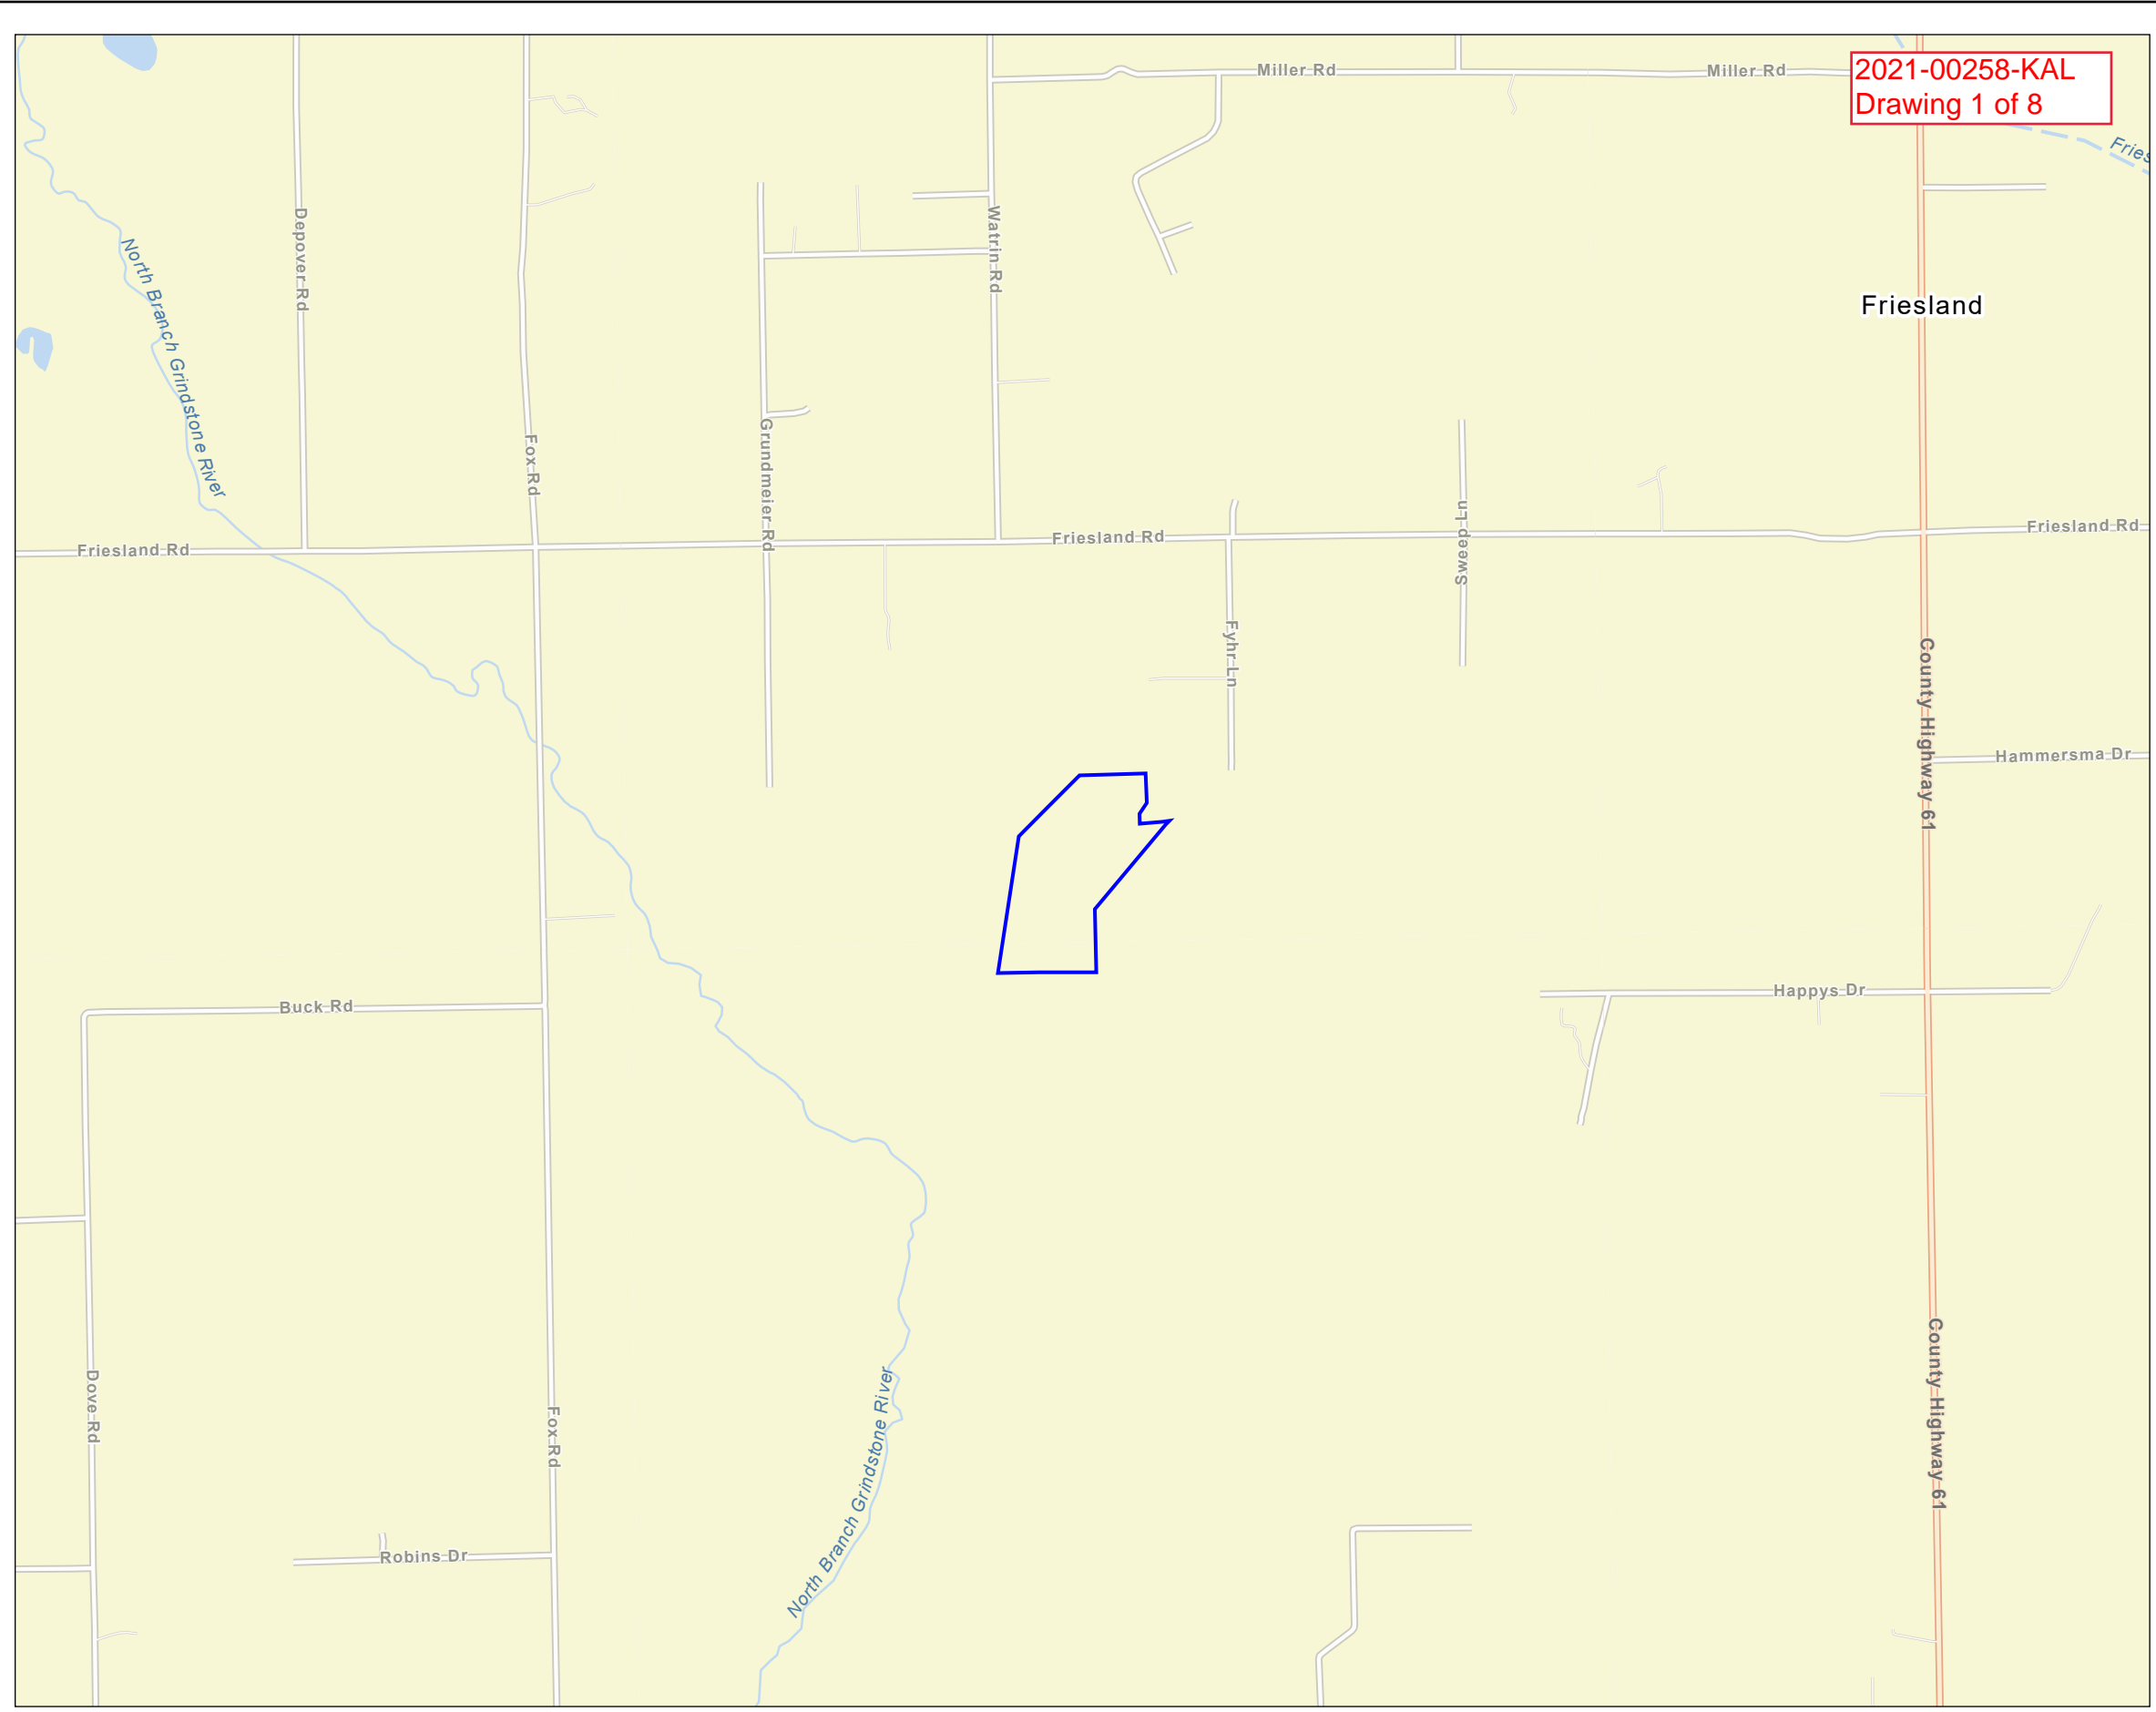 Miller Rd
Miller Rd
2021-00258-KAL
Drawing 1 of 8
Depover Rd
Watrin Rd
North Branch Grindstone River
Friesland
Fox Rd
Grundmeier Rd
Friesland Rd
Friesland Rd
Friesland Rd
Sweed Ln
Fyhr Ln
County Highway 61
Hammersma Dr
Buck Rd
Happys Dr
Dove Rd
Fox Rd
North Branch Grindstone River
County Highway 61
Robins Dr